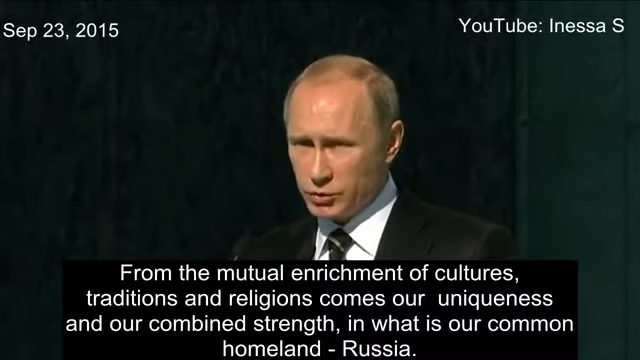 Sep 23, 2015
YouTube: Inessa S
From the mutual enrichment of cultures,
traditions and religions comes our uniqueness
and our combined strength, in what is our common
homeland - Russia.